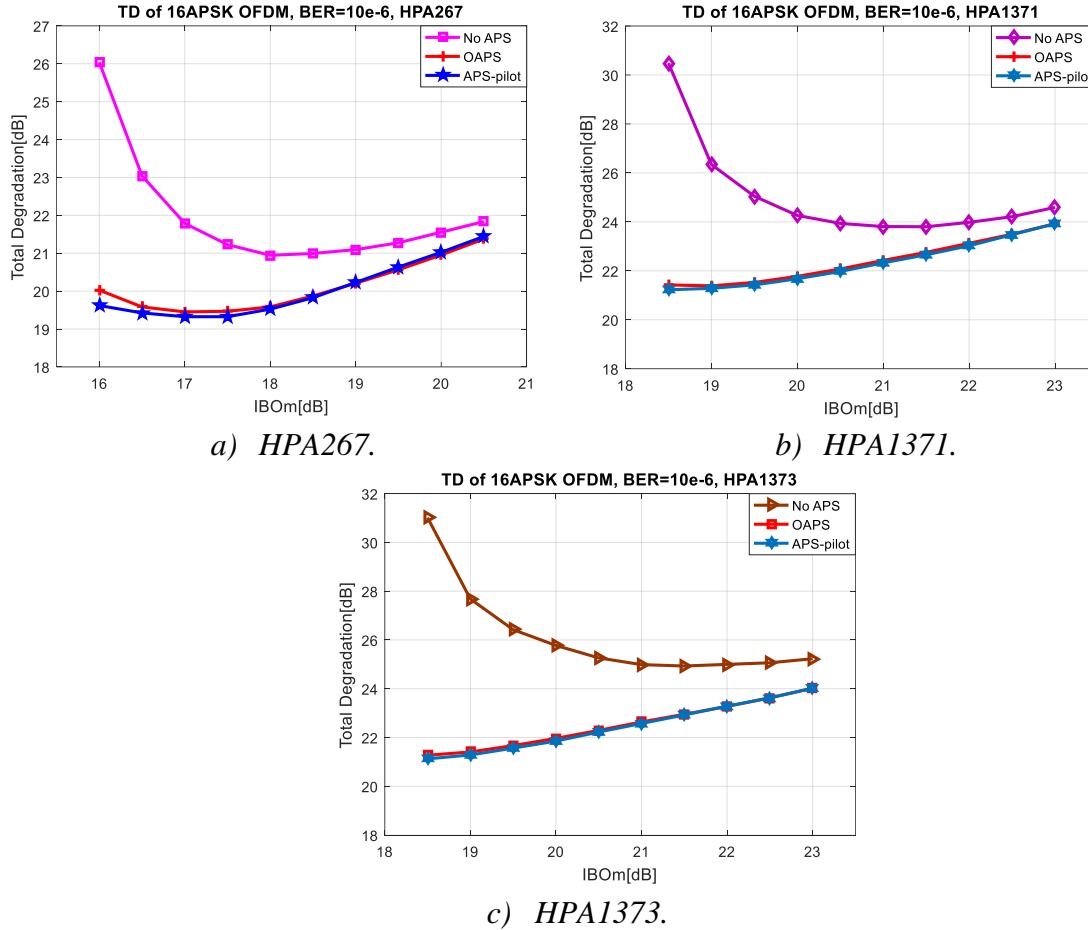 TD of 16APSK OFDM, BER=10e-6, HPA267
27
26
25
24
23
22
21
20
19
18
Total Degradation[dB]
No APS
OAPS
APS-pilot
16 17 18 19 20 21
IBOm[dB]
a) HPA267.
TD of 16APSK OFDM, BER=10e-6, HPA1371
32
30
28
26
24
22
20
18
Total Degradation[dB]
No APS
OAPS
APS-pilot
18 19 20 21 22 23
IBOm[dB]
b) HPA1371.
TD of 16APSK OFDM, BER=10e-6, HPA1373
32
30
28
26
24
22
20
18
Total Degradation[dB]
No APS
OAPS
APS-pilot
18 19 20 21 22 23
IBOm[dB]
c) HPA1373.